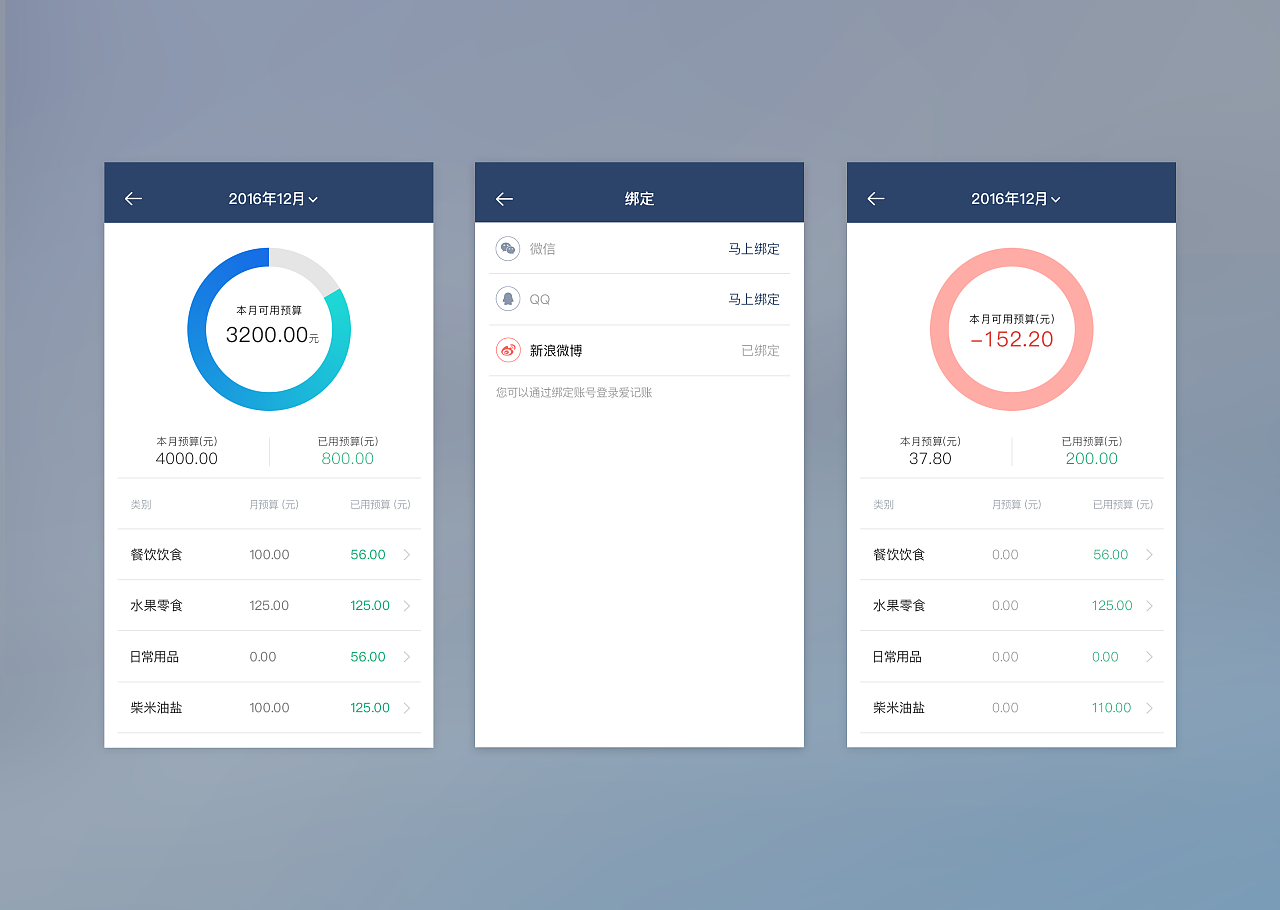 2016年12月
本月可用预算
3200.00元
本月预算(元) 已用预算(元)
4000.00 800.00
类别 月预算 (元) 已用预算 (元)
餐饮饮食 100.00 56.00
水果零食 125.00 125.00
日常用品 0.00 56.00
柴米油盐 100.00 125.00
绑定
微信 马上绑定
QQ 马上绑定
新浪微博 已绑定
您可以通过绑定账号登录爱记账
2016年12月
本月可用预算(元)
-152.20
本月预算(元) 已用预算(元)
37.80 200.00
类别 月预算 (元) 已用预算 (元)
餐饮饮食 0.00 56.00
水果零食 0.00 125.00
日常用品 0.00 0.00
柴米油盐 0.00 110.00